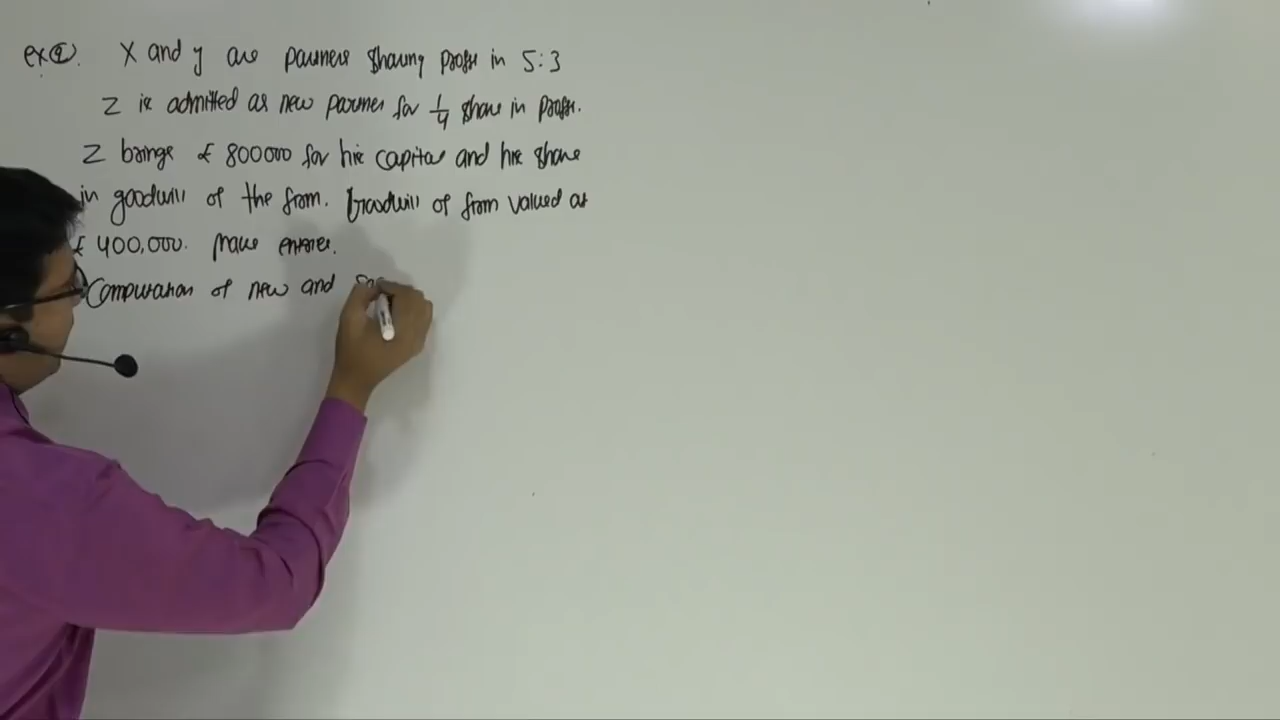 ex①. X and y are partners sharing profit in 5:3
Z is admitted as new partner for 1/4 share in profit.
Z brings ₹ 800000 for his capital and his share
in goodwill of the firm. Goodwill of firm valued at
₹ 400,000. Make entries.
Computation of new and